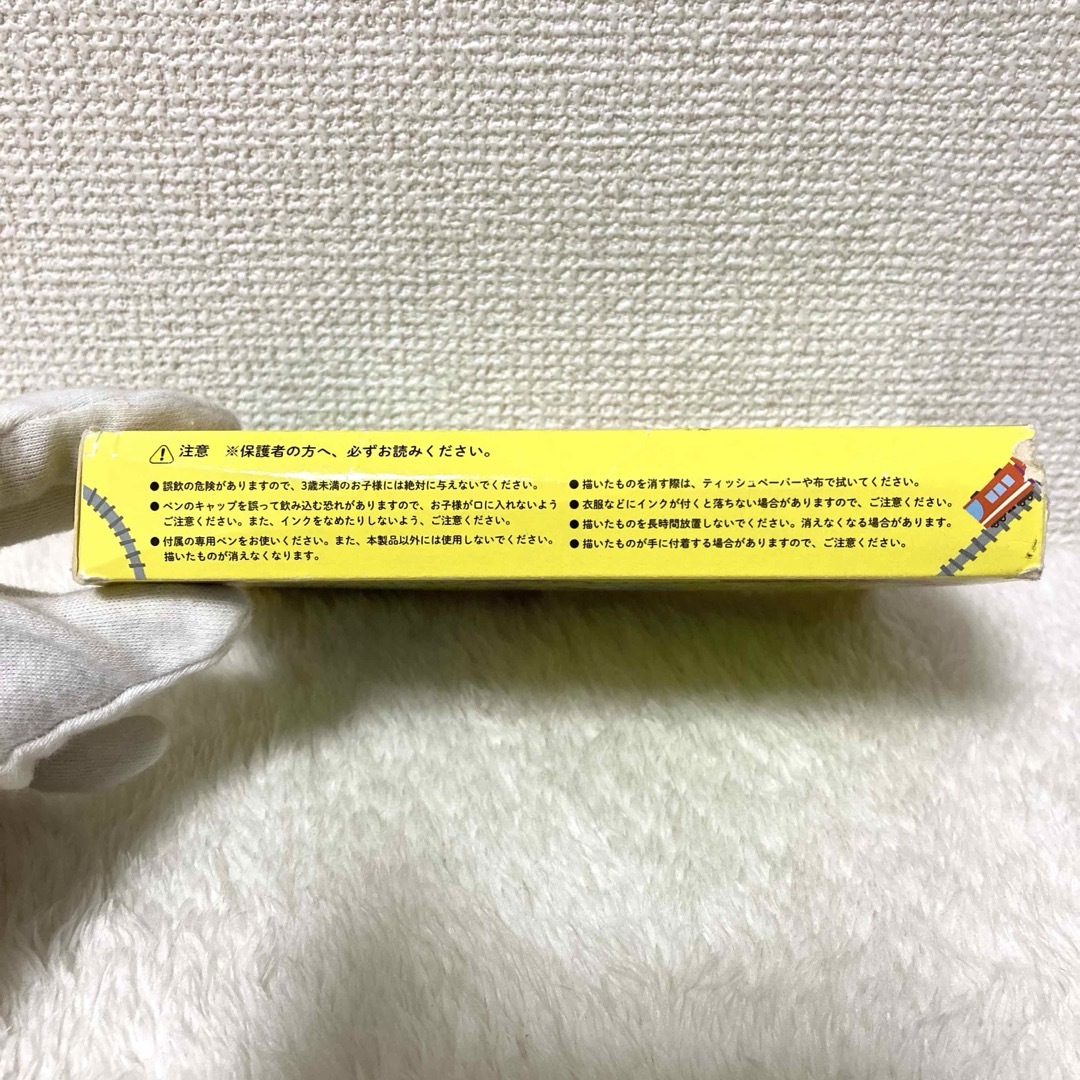 注意 ※保護者の方へ、必ずお読みください。
●誤飲の危険がありますので、3歳未満のお子様には絶対に与えないでください。
●ペンのキャップを誤って飲み込む恐れがありますので、お子様が口に入れないよう
ご注意ください。また、インクをなめたりしないよう、ご注意ください。
●付属の専用ペンをお使いください。また、本製品以外には使用しないでください。
描いたものが消えなくなります。
●描いたものを消す際は、ティッシュペーパーや布で拭いてください。
●衣服などにインクが付くと落ちない場合がありますので、ご注意ください。
●描いたものを長時間放置しないでください。消えなくなる場合があります。
●描いたものが手に付着する場合がありますので、ご注意ください。